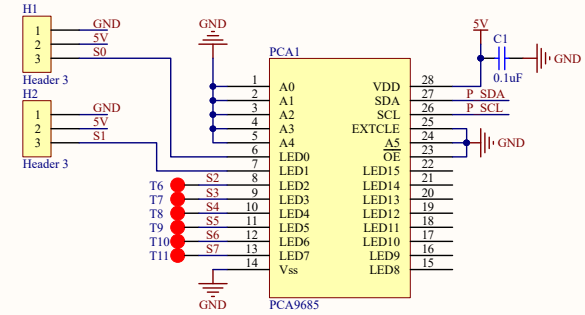 H1
1 GND
2 5V
3 S0
Header 3
H2
1 GND
2 5V
3 S1
Header 3
GND
PCA1
5V
C1
0.1uF
GND
1 A0 VDD 28
2 A1 SDA 27 P_SDA
3 A2 SCL 26 P_SCL
4 A3 EXTCLE 25
5 A4 A5 24
6 LED0 OE 23
GND
7 LED1 LED15 22
T6 S2 8 LED2 LED14 21
T7 S3 9 LED3 LED13 20
T8 S4 10 LED4 LED12 19
T9 S5 11 LED5 LED11 18
T10 S6 12 LED6 LED10 17
T11 S7 13 LED7 LED9 16
14 Vss LED8 15
GND
PCA9685